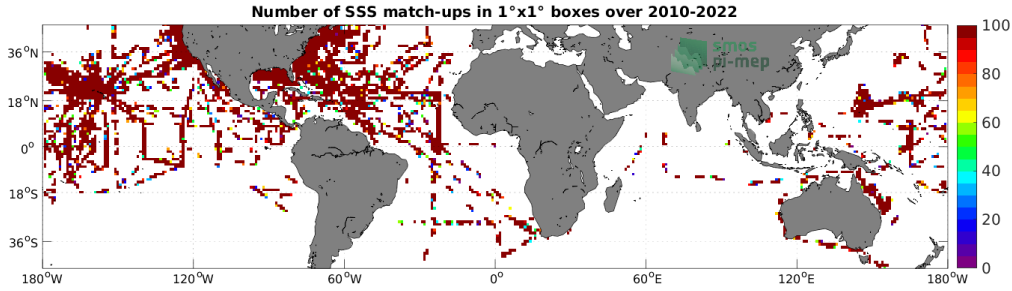 Number of SSS match-ups in 1°x1° boxes over 2010-2022
36°N
18°N
0°
18°S
36°S
180°W
120°W
60°W
0°
60°E
120°E
180°W
smos
pi-mep
100
80
60
40
20
0